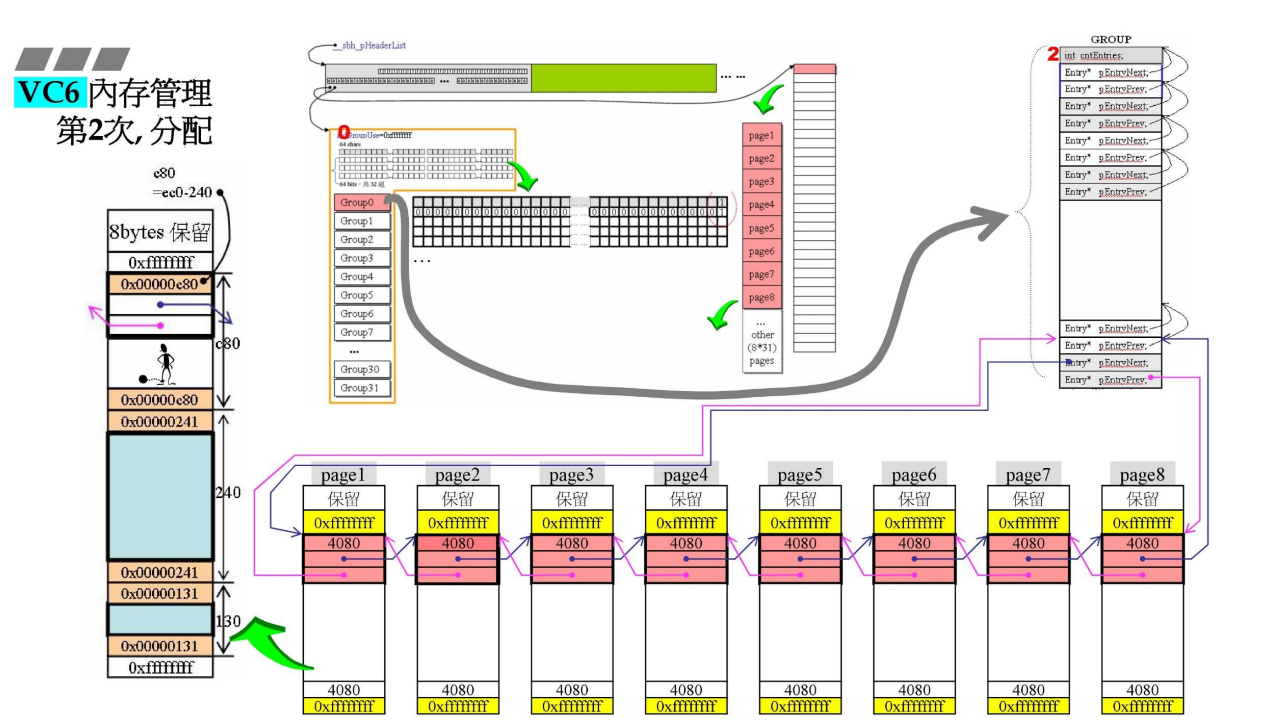 VC6 內存管理
第2次, 分配
c80
=ec0-240
8bytes 保留
0xffffffff
0x00000c80
c80
0x00000c80
0x00000241
240
0x00000241
0x00000131
130
0x00000131
0xffffffff
__sbh_pHeaderList
... ...
...
0
GroupUse=0xffffffff
64 chars
64 bits，共 32 組
Group0
Group1
Group2
Group3
Group4
Group5
Group6
Group7
...
Group30
Group31
1
0 0 0 0 0 0 0 0 0 0 0 0 0 0 0 0 0 0 0 0 0 0 0 0 0 0 0 0 0 0 0 0 0 0 0 0
...
page1
page2
page3
page4
page5
page6
page7
page8
...
other
(8*31)
pages
GROUP
2
int cntEntries;
Entry* pEntryNext;
Entry* pEntryPrev;
Entry* pEntryNext;
Entry* pEntryPrev;
Entry* pEntryNext;
Entry* pEntryPrev;
Entry* pEntryNext;
Entry* pEntryPrev;
Entry* pEntryNext;
Entry* pEntryPrev;
Entry* pEntryNext;
Entry* pEntryPrev;
page1 page2 page3 page4 page5 page6 page7 page8
保留 保留 保留 保留 保留 保留 保留 保留
0xffffffff 0xffffffff 0xffffffff 0xffffffff 0xffffffff 0xffffffff 0xffffffff 0xffffffff
4080 4080 4080 4080 4080 4080 4080 4080
4080 4080 4080 4080 4080 4080 4080 4080
0xffffffff 0xffffffff 0xffffffff 0xffffffff 0xffffffff 0xffffffff 0xffffffff 0xffffffff